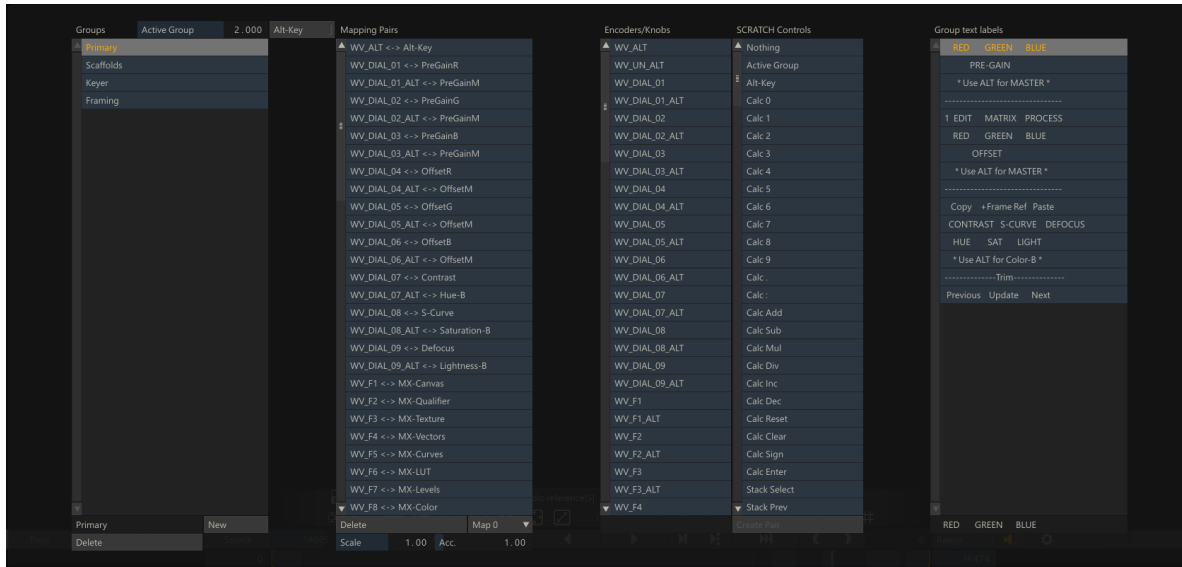 Groups Active Group 2.000 Alt-Key
Primary
Scaffolds
Keyer
Framing
Primary New
Delete
Mapping Pairs
WV_ALT <-> Alt-Key
WV_DIAL_01 <-> PreGainR
WV_DIAL_01_ALT <-> PreGainM
WV_DIAL_02 <-> PreGainG
WV_DIAL_02_ALT <-> PreGainM
WV_DIAL_03 <-> PreGainB
WV_DIAL_03_ALT <-> PreGainM
WV_DIAL_04 <-> OffsetR
WV_DIAL_04_ALT <-> OffsetM
WV_DIAL_05 <-> OffsetG
WV_DIAL_05_ALT <-> OffsetM
WV_DIAL_06 <-> OffsetB
WV_DIAL_06_ALT <-> OffsetM
WV_DIAL_07 <-> Contrast
WV_DIAL_07_ALT <-> Hue-B
WV_DIAL_08 <-> S-Curve
WV_DIAL_08_ALT <-> Saturation-B
WV_DIAL_09 <-> Defocus
WV_DIAL_09_ALT <-> Lightness-B
WV_F1 <-> MX-Canvas
WV_F2 <-> MX-Qualifier
WV_F3 <-> MX-Texture
WV_F4 <-> MX-Vectors
WV_F5 <-> MX-Curves
WV_F6 <-> MX-LUT
WV_F7 <-> MX-Levels
WV_F8 <-> MX-Color
Delete Map 0
Scale 1.00 Acc. 1.00
Encoders/Knobs
WV_ALT
WV_UN_ALT
WV_DIAL_01
WV_DIAL_01_ALT
WV_DIAL_02
WV_DIAL_02_ALT
WV_DIAL_03
WV_DIAL_03_ALT
WV_DIAL_04
WV_DIAL_04_ALT
WV_DIAL_05
WV_DIAL_05_ALT
WV_DIAL_06
WV_DIAL_06_ALT
WV_DIAL_07
WV_DIAL_07_ALT
WV_DIAL_08
WV_DIAL_08_ALT
WV_DIAL_09
WV_DIAL_09_ALT
WV_F1
WV_F1_ALT
WV_F2
WV_F2_ALT
WV_F3
WV_F3_ALT
WV_F4
SCRATCH Controls
Nothing
Active Group
Alt-Key
Calc 0
Calc 1
Calc 2
Calc 3
Calc 4
Calc 5
Calc 6
Calc 7
Calc 8
Calc 9
Calc .
Calc :
Calc Add
Calc Sub
Calc Mul
Calc Div
Calc Inc
Calc Dec
Calc Reset
Calc Clear
Calc Sign
Calc Enter
Stack Select
Stack Prev
Create Pair
Group text labels
RED GREEN BLUE
PRE-GAIN
* Use ALT for MASTER *
--------------------------------
1 EDIT MATRIX PROCESS
RED GREEN BLUE
OFFSET
* Use ALT for MASTER *
--------------------------------
Copy +Frame Ref Paste
CONTRAST S-CURVE DEFOCUS
HUE SAT LIGHT
* Use ALT for Color-B *
--------------Trim--------------
Previous Update Next
RED GREEN BLUE